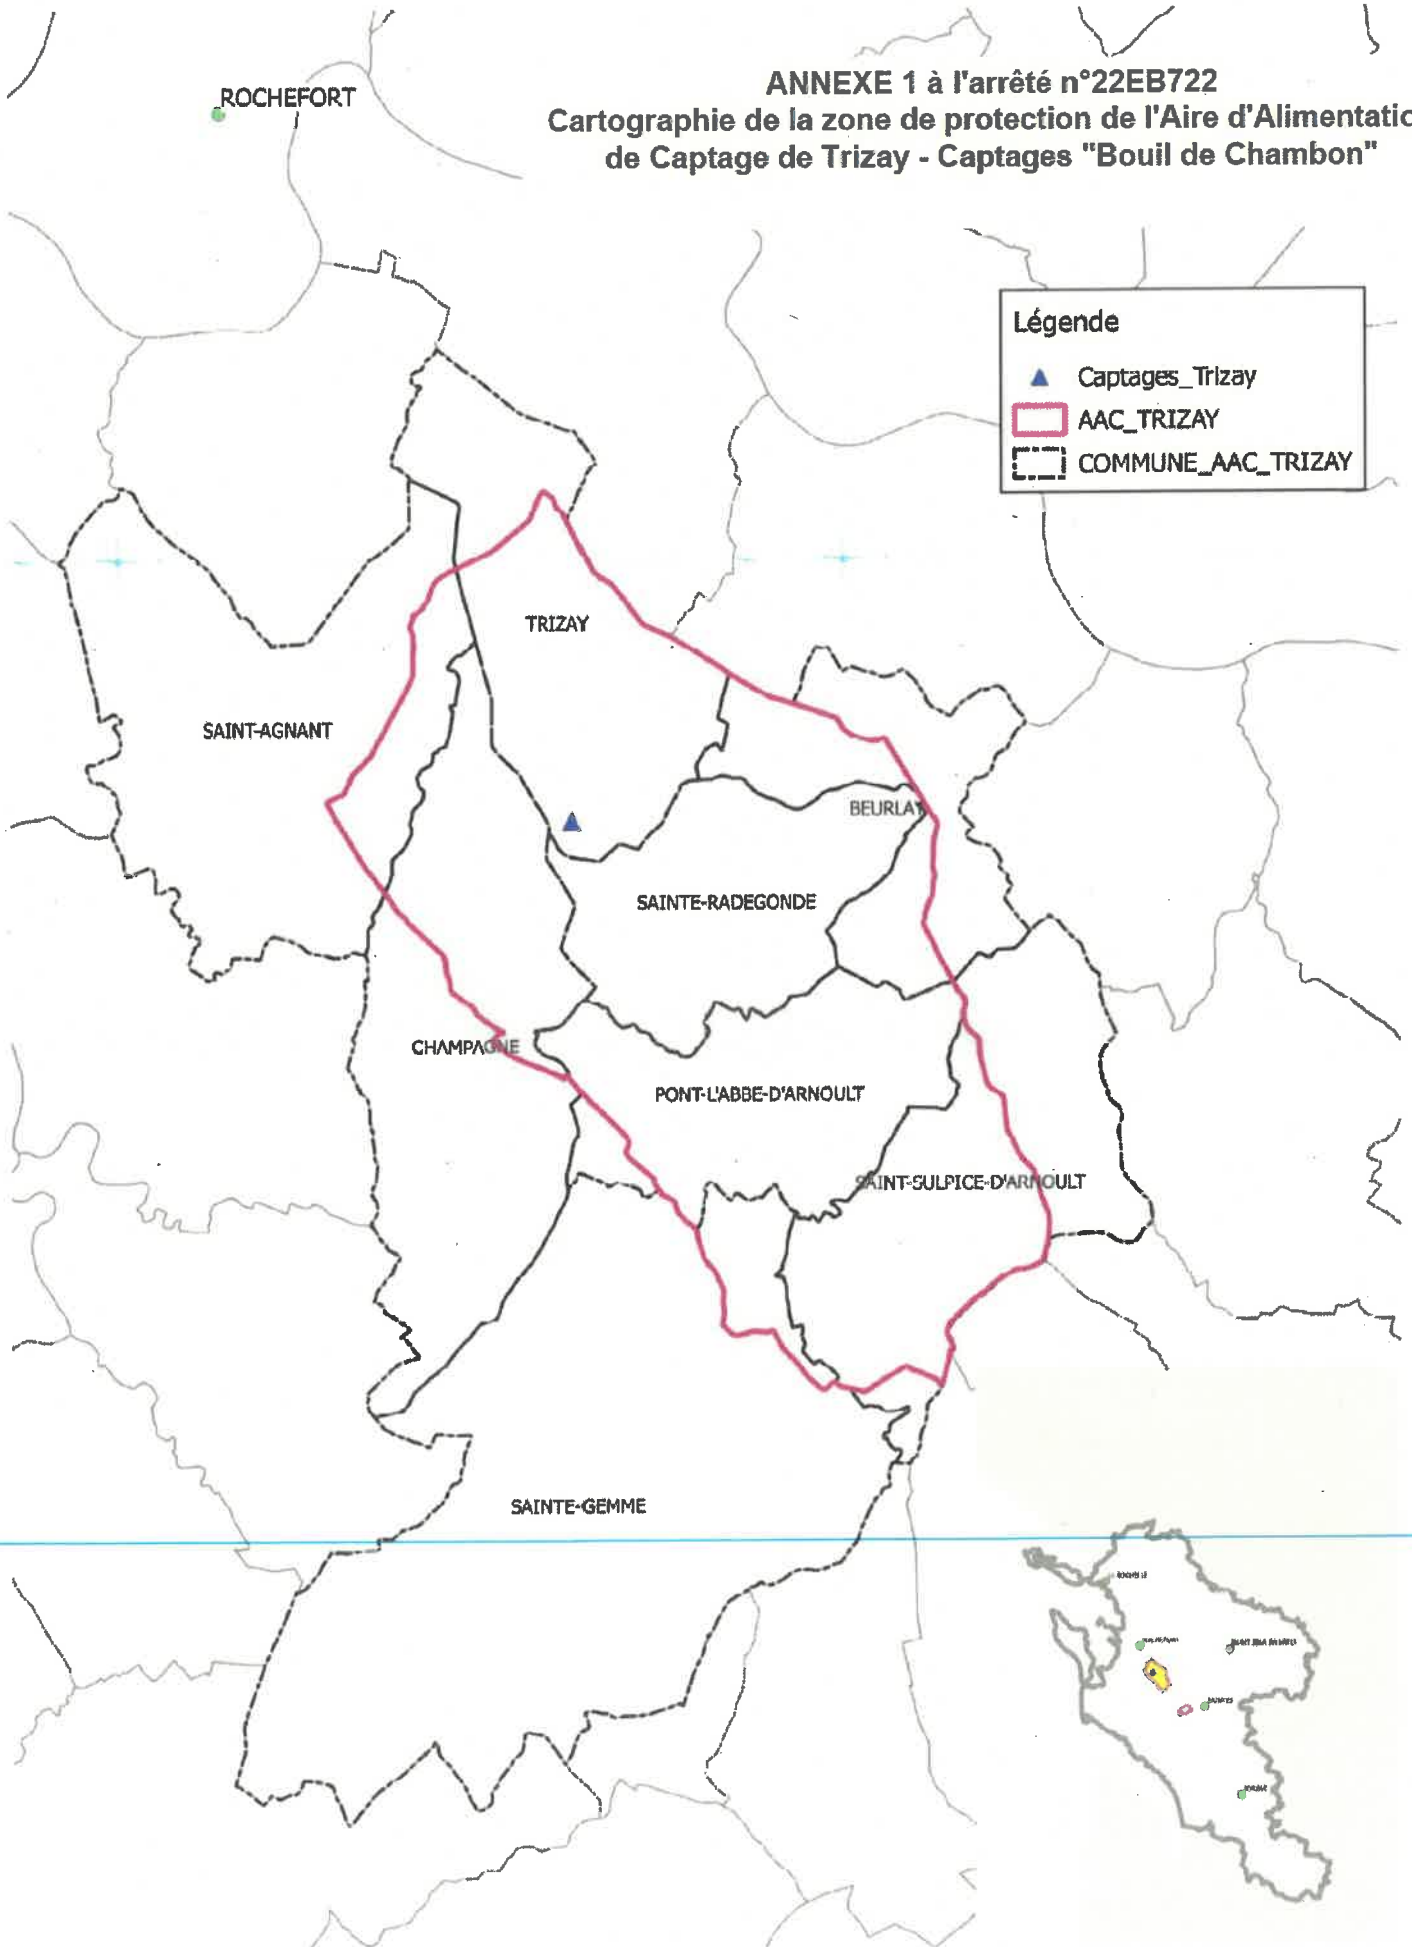 ROCHEFORT
ANNEXE 1 à l'arrêté n°22EB722
Cartographie de la zone de protection de l'Aire d'Alimentatio
de Captage de Trizay - Captages "Bouil de Chambon"
Légende
Captages_Trizay
AAC_TRIZAY
COMMUNE_AAC_TRIZAY
TRIZAY
SAINT-AGNANT
BEURLAY
SAINTE-RADEGONDE
CHAMPAGNE
PONT-L'ABBE-D'ARNOULT
SAINT-SULPICE-D'ARNOULT
SAINTE-GEMME